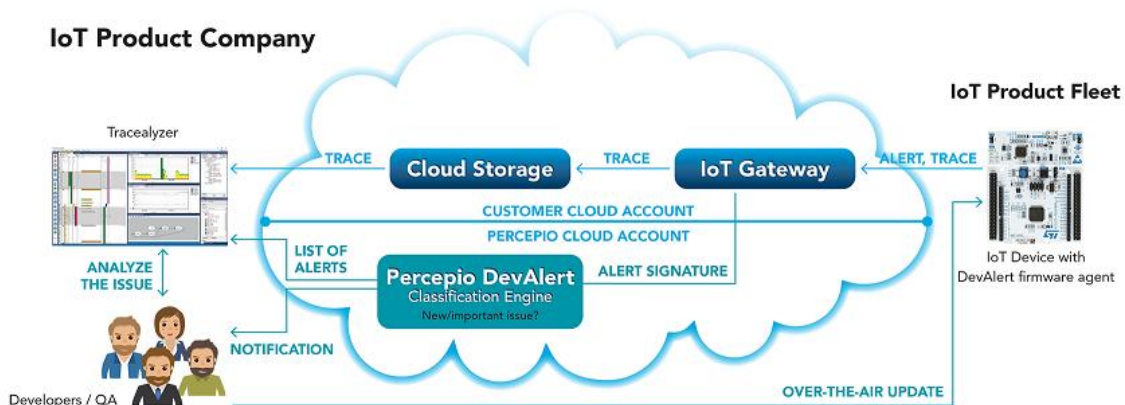 IoT Product Company
IoT Product Fleet
Tracealyzer
TRACE
Cloud Storage
TRACE
IoT Gateway
ALERT, TRACE
CUSTOMER CLOUD ACCOUNT
PERCEPIO CLOUD ACCOUNT
LIST OF
ALERTS
ANALYZE
THE ISSUE
Percepio DevAlert
Classification Engine
New/important issue?
ALERT SIGNATURE
IoT Device with
DevAlert firmware agent
NOTIFICATION
OVER-THE-AIR UPDATE
Developers / QA